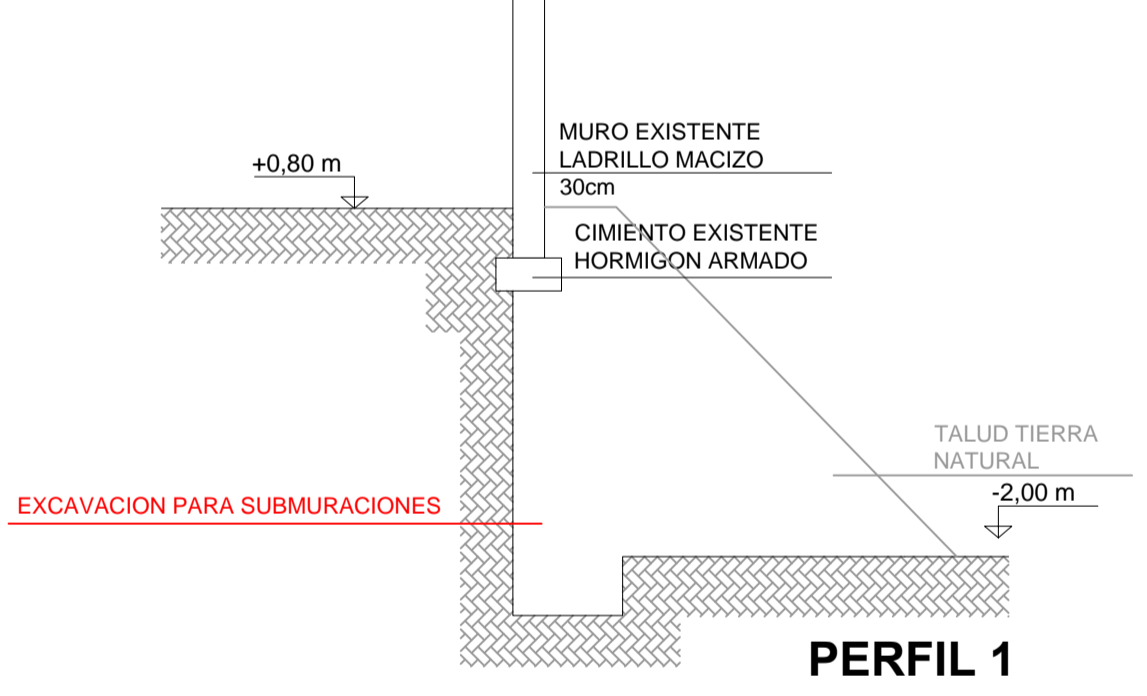 MURO EXISTENTE
LADRILLO MACIZO
30cm
+0,80 m
CIMIENTO EXISTENTE
HORMIGON ARMADO
TALUD TIERRA
NATURAL
-2,00 m
EXCAVACION PARA SUBMURACIONES
PERFIL 1